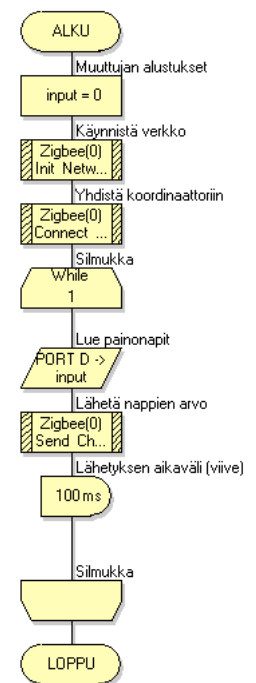 ALKU
Muuttujan alustukset
input = 0
Käynnistä verkko
Zigbee(0)
Init Netw...
Yhdistä koordinaattoriin
Zigbee(0)
Connect ...
Silmukka
While
1
Lue painonapit
PORT D ->
input
Lähetä nappien arvo
Zigbee(0)
Send Ch...
Lähetyksen aikaväli (viive)
100 ms
Silmukka
LOPPU